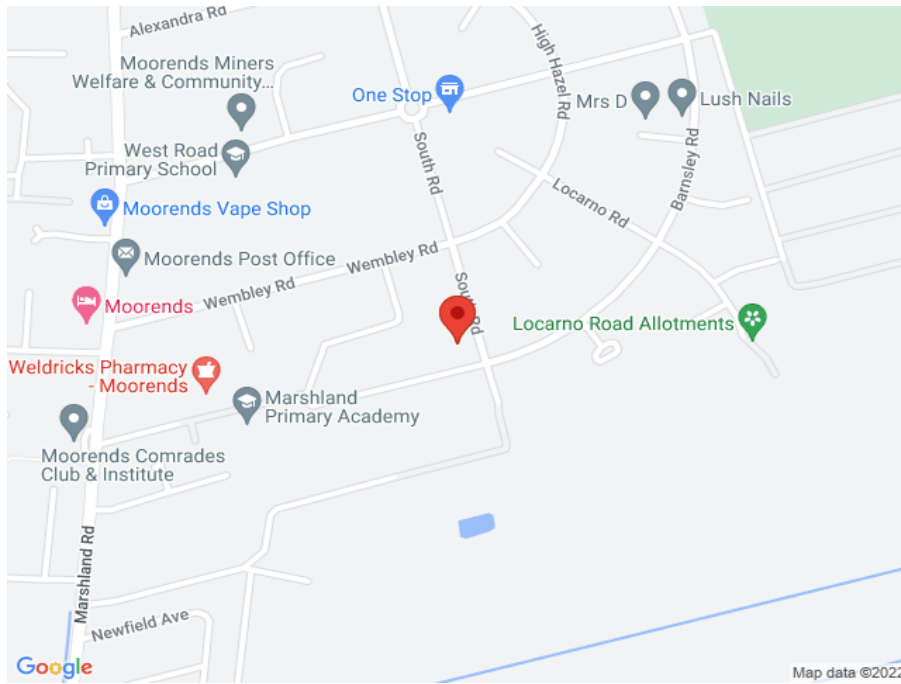 Alexandra Rd
Moorends Miners
Welfare & Community...
High Hazel Rd
One Stop
Mrs D
Lush Nails
West Road
Primary School
South Rd
Locarno Rd
Barnsley Rd
Moorends Vape Shop
Moorends Post Office
Wembley Rd
Wembley Rd
South Rd
Moorends
Locarno Road Allotments
Weldricks Pharmacy
- Moorends
Marshland
Primary Academy
Moorends Comrades
Club & Institute
Marshland Rd
Newfield Ave
Google
Map data ©2022